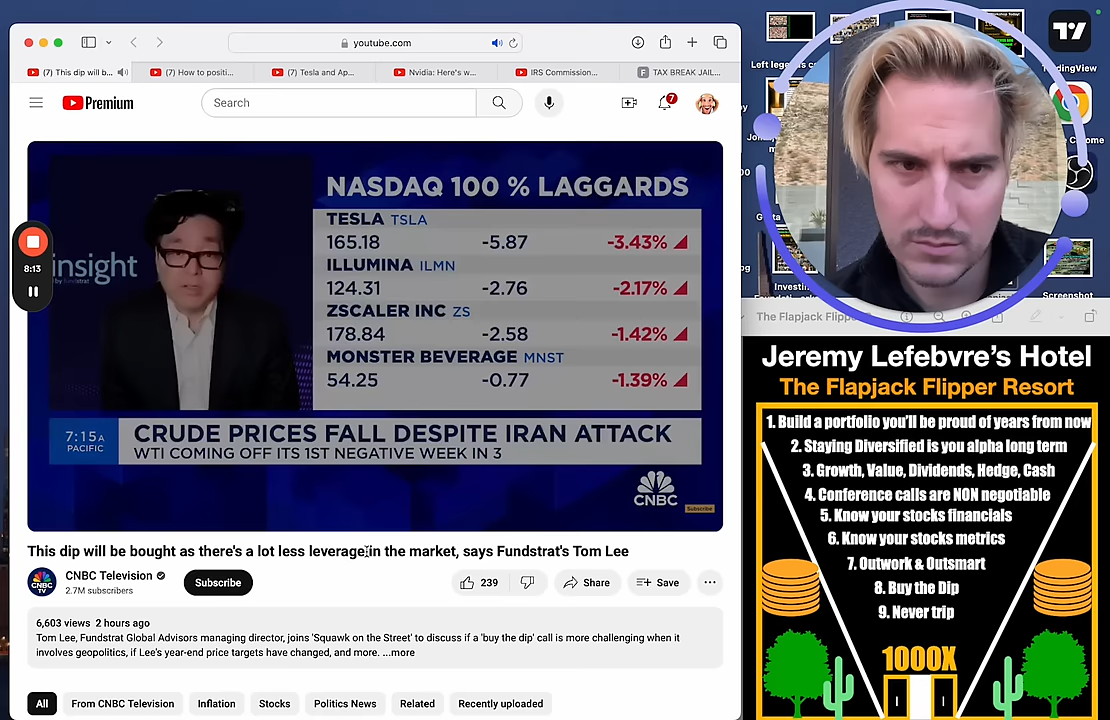 youtube.com
(7) This dip will b...
(7) How to positi...
(7) Tesla and Ap...
Nvidia: Here's w...
IRS Commission...
F
TAX BREAK JAIL...
Premium
Search
7
NASDAQ 100 % LAGGARDS
TESLA TSLA
165.18 -5.87 -3.43%
ILLUMINA ILMN
124.31 -2.76 -2.17%
ZSCALER INC ZS
178.84 -2.58 -1.42%
MONSTER BEVERAGE MNST
54.25 -0.77 -1.39%
insight
by fundstrat
8:13
7:15A
PACIFIC
CRUDE PRICES FALL DESPITE IRAN ATTACK
WTI COMING OFF ITS 1ST NEGATIVE WEEK IN 3
CNBC
Subscribe
This dip will be bought as there's a lot less leverage in the market, says Fundstrat's Tom Lee
CNBC
TV
CNBC Television
2.7M subscribers
Subscribe
239
Share
Save
6,603 views 2 hours ago
Tom Lee, Fundstrat Global Advisors managing director, joins 'Squawk on the Street' to discuss if a 'buy the dip' call is more challenging when it
involves geopolitics, if Lee's year-end price targets have changed, and more. ...more
All
From CNBC Television
Inflation
Stocks
Politics News
Related
Recently uploaded
Left legends
TradingView
Screenshot
The Flapjack Flippe
Jeremy Lefebvre's Hotel
The Flapjack Flipper Resort
1. Build a portfolio you'll be proud of years from now
2. Staying Diversified is you alpha long term
3. Growth, Value, Dividends, Hedge, Cash
4. Conference calls are NON negotiable
5. Know your stocks financials
6. Know your stocks metrics
7. Outwork & Outsmart
8. Buy the Dip
9. Never trip
1000X